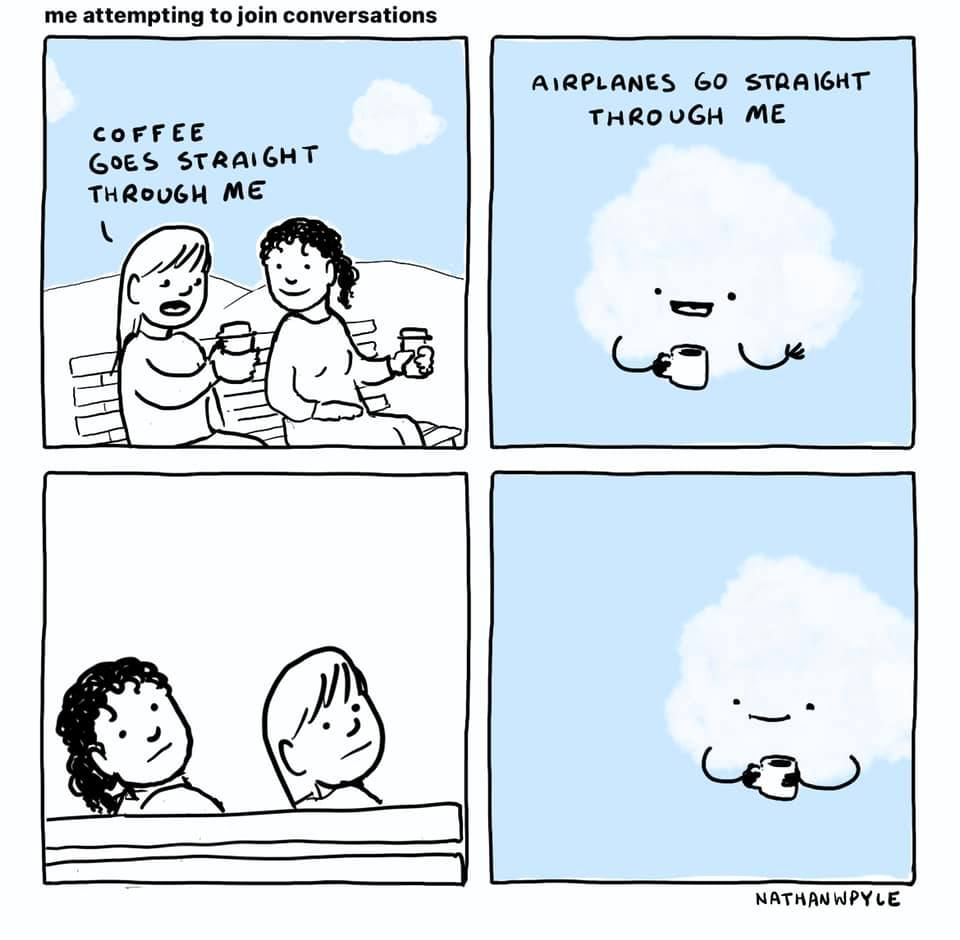 me attempting to join conversations
COFFEE
GOES STRAIGHT
THROUGH ME
AIRPLANES GO STRAIGHT
THROUGH ME
NATHANWPYLE